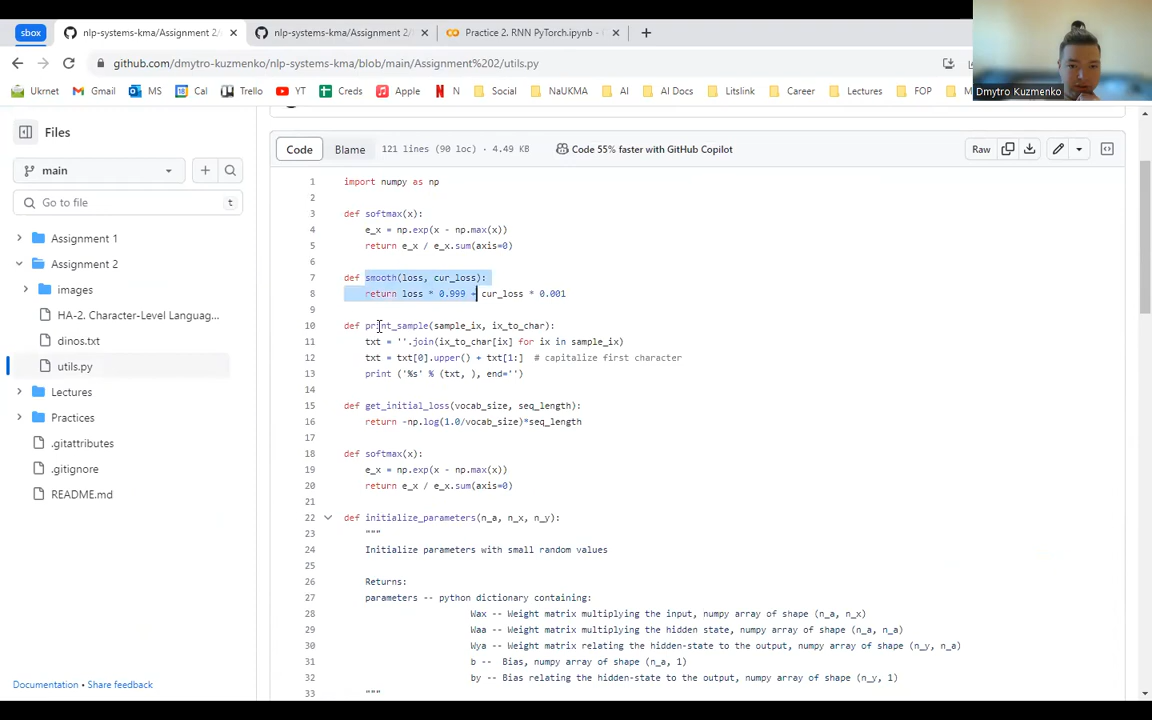 sbox
nlp-systems-kma/Assignment 2/
nlp-systems-kma/Assignment 2/
Practice 2. RNN PyTorch.ipynb -
github.com/dmytro-kuzmenko/nlp-systems-kma/blob/main/Assignment%202/utils.py
Ukrnet
Gmail
MS
Cal
Trello
YT
Creds
Apple
N
Social
NaUKMA
AI
AI Docs
Litslink
Career
Lectures
FOP
Dmytro Kuzmenko
Files
main
Go to file
t
Assignment 1
Assignment 2
images
HA-2. Character-Level Languag...
dinos.txt
utils.py
Lectures
Practices
.gitattributes
.gitignore
README.md
Documentation • Share feedback
Code
Blame
121 lines (90 loc) · 4.49 KB
Code 55% faster with GitHub Copilot
Raw
1 import numpy as np
2
3 def softmax(x):
4 e_x = np.exp(x - np.max(x))
5 return e_x / e_x.sum(axis=0)
6
7 def smooth(loss, cur_loss):
8 return loss * 0.999 + cur_loss * 0.001
9
10 def print_sample(sample_ix, ix_to_char):
11 txt = ''.join(ix_to_char[ix] for ix in sample_ix)
12 txt = txt[0].upper() + txt[1:] # capitalize first character
13 print ('%s' % (txt, ), end='')
14
15 def get_initial_loss(vocab_size, seq_length):
16 return -np.log(1.0/vocab_size)*seq_length
17
18 def softmax(x):
19 e_x = np.exp(x - np.max(x))
20 return e_x / e_x.sum(axis=0)
21
22 def initialize_parameters(n_a, n_x, n_y):
23 """
24 Initialize parameters with small random values
25
26 Returns:
27 parameters -- python dictionary containing:
28 Wax -- Weight matrix multiplying the input, numpy array of shape (n_a, n_x)
29 Waa -- Weight matrix multiplying the hidden state, numpy array of shape (n_a, n_a)
30 Wya -- Weight matrix relating the hidden-state to the output, numpy array of shape (n_y, n_a)
31 b -- Bias, numpy array of shape (n_a, 1)
32 by -- Bias relating the hidden-state to the output, numpy array of shape (n_y, 1)
33 """